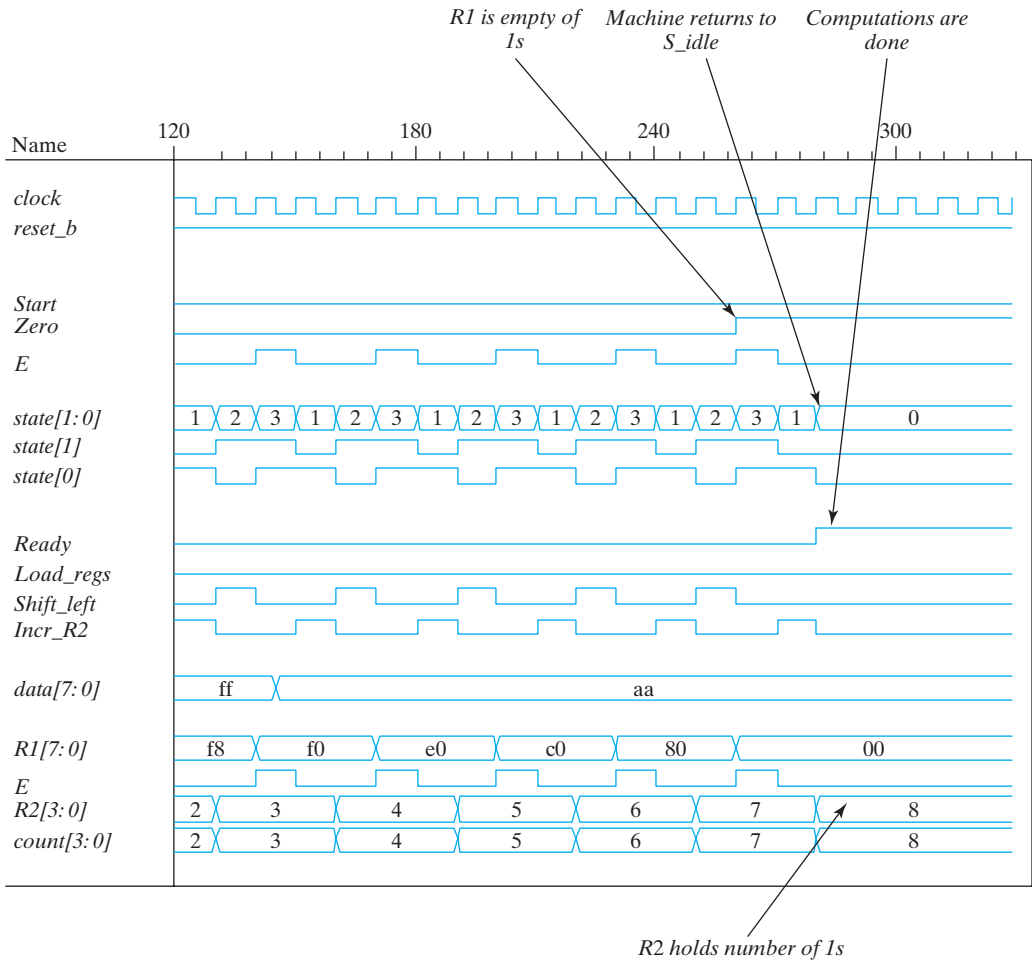 R1 is empty of
1s
Machine returns to
S_idle
Computations are
done
Name
120 180 240 300
clock
reset_b
Start
Zero
E
state[1:0] 1 2 3 1 2 3 1 2 3 1 2 3 1 2 3 1 0
state[1]
state[0]
Ready
Load_regs
Shift_left
Incr_R2
data[7:0] ff aa
R1[7:0] f8 f0 e0 c0 80 00
E
R2[3:0] 2 3 4 5 6 7 8
count[3:0] 2 3 4 5 6 7 8
R2 holds number of 1s